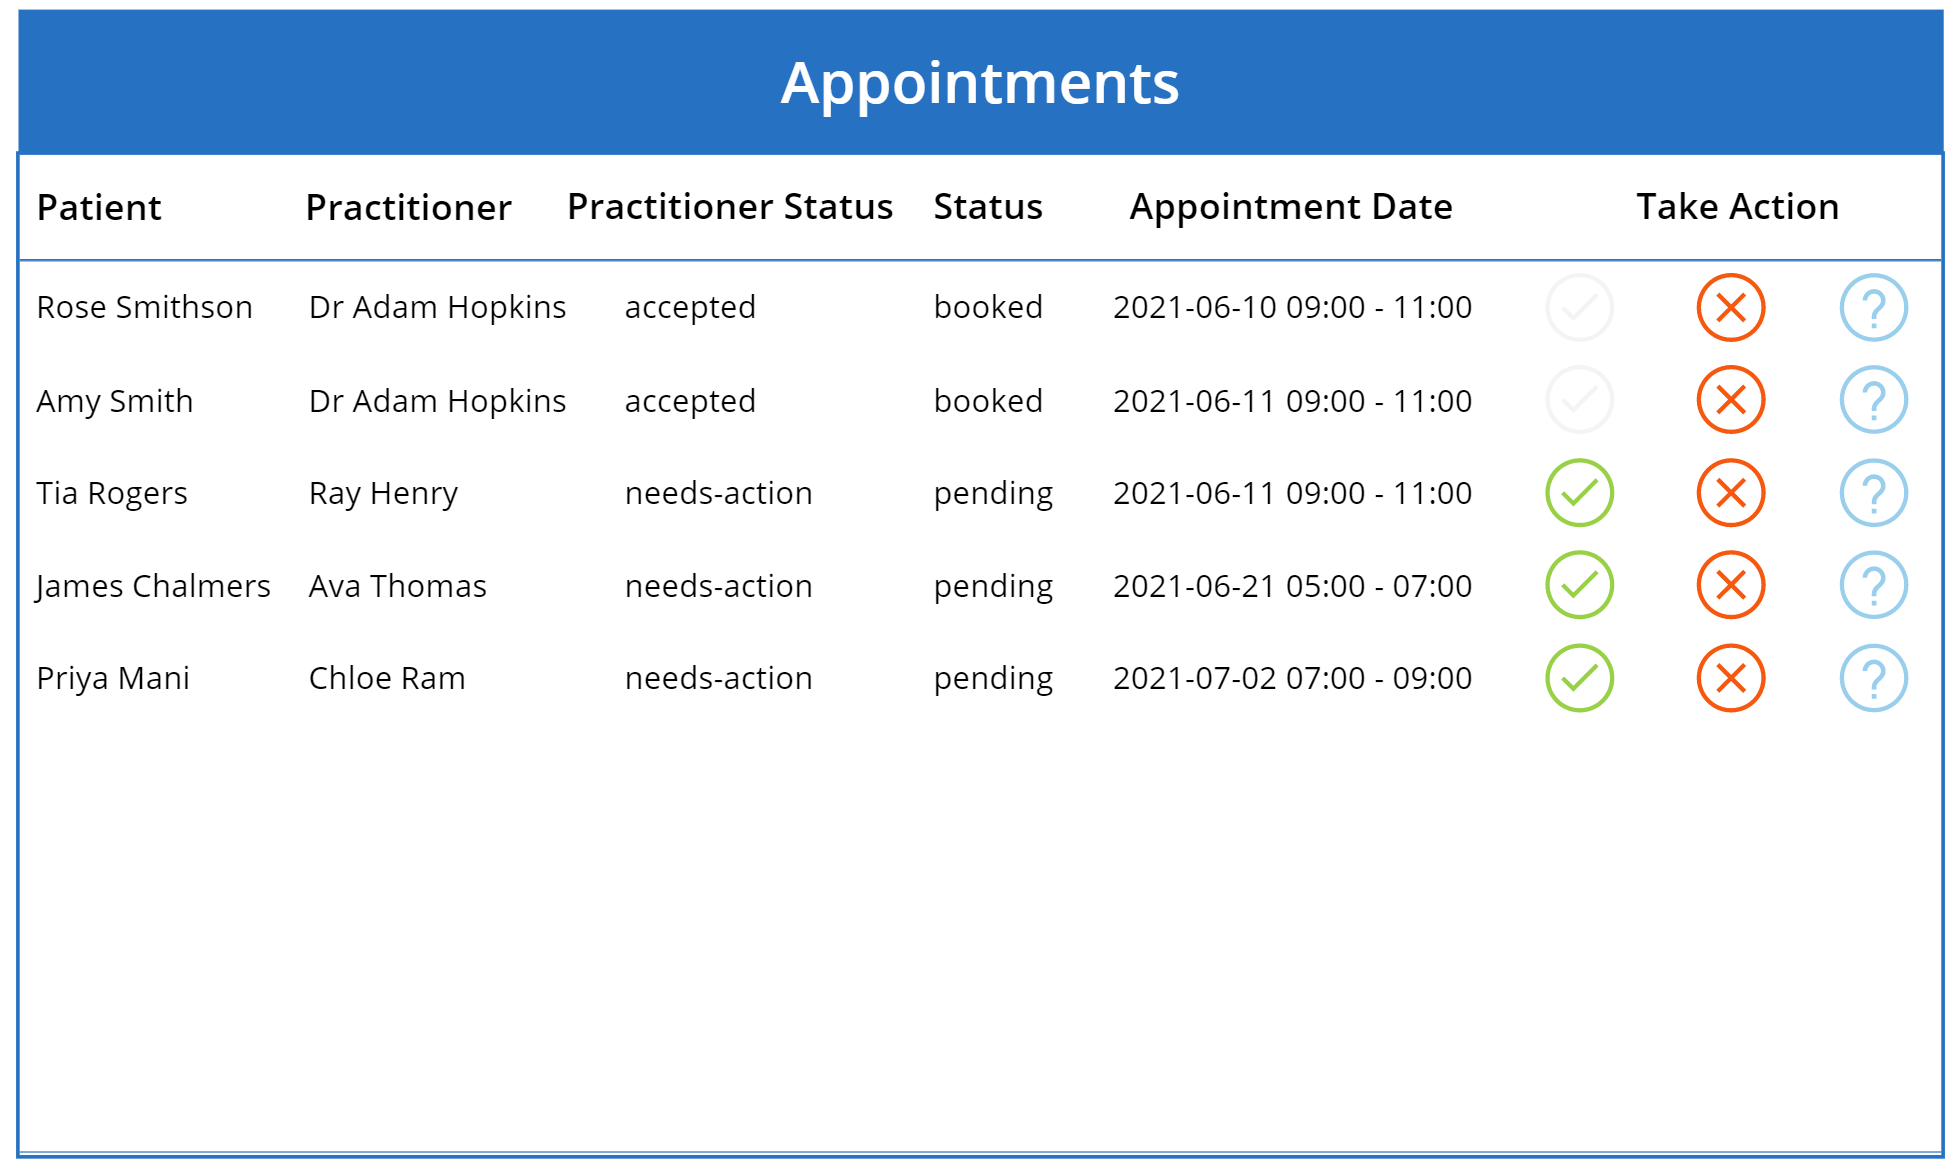 Appointments
Patient Practitioner Practitioner Status Status Appointment Date Take Action
Rose Smithson Dr Adam Hopkins accepted booked 2021-06-10 09:00 - 11:00
Amy Smith Dr Adam Hopkins accepted booked 2021-06-11 09:00 - 11:00
Tia Rogers Ray Henry needs-action pending 2021-06-11 09:00 - 11:00
James Chalmers Ava Thomas needs-action pending 2021-06-21 05:00 - 07:00
Priya Mani Chloe Ram needs-action pending 2021-07-02 07:00 - 09:00